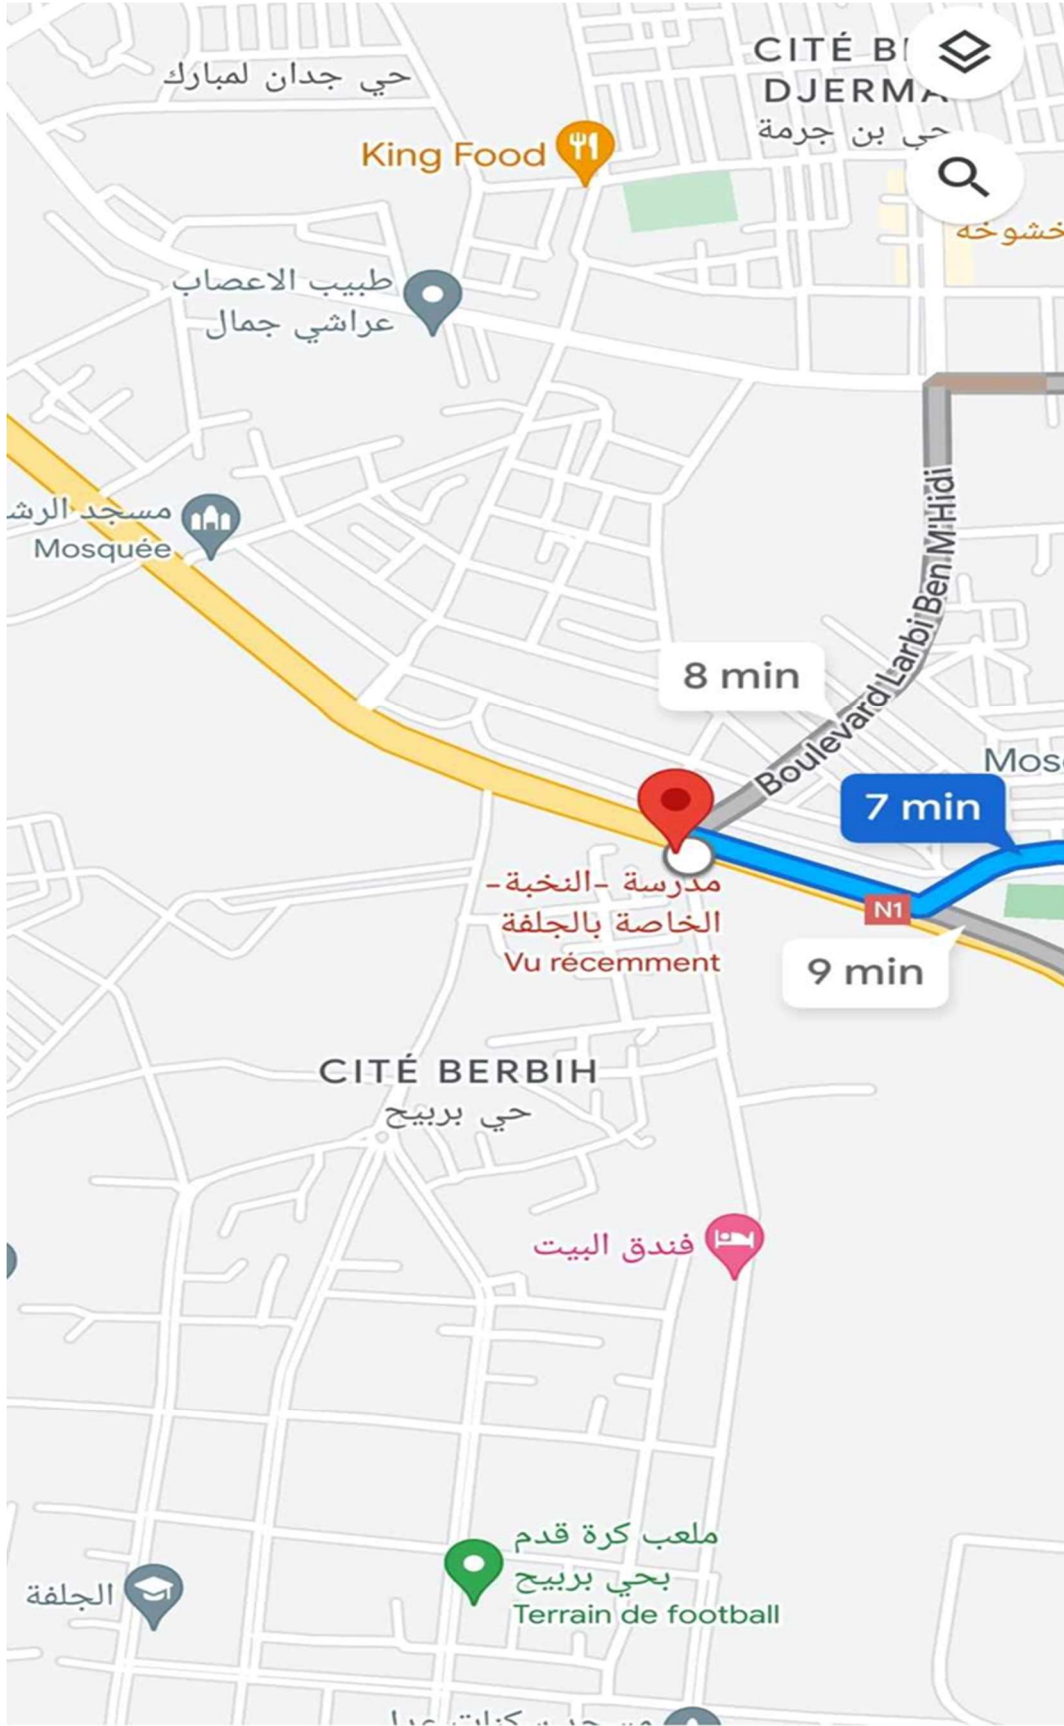 CITÉ
DJERMA
حي بن جرمة
حي جدان لمبارك
King Food
خشوخه
طبيب الاعصاب
عراشي جمال
مسجد
Mosquée
Boulevard Larbi Ben M'Hidi
8 min
7 min
N1
9 min
مدرسة -النخبة-
الخاصة بالجلفة
Vu récemment
CITÉ BERBIH
حي بربيح
فندق البيت
ملعب كرة قدم
بحي بربيح
Terrain de football
الجلفة